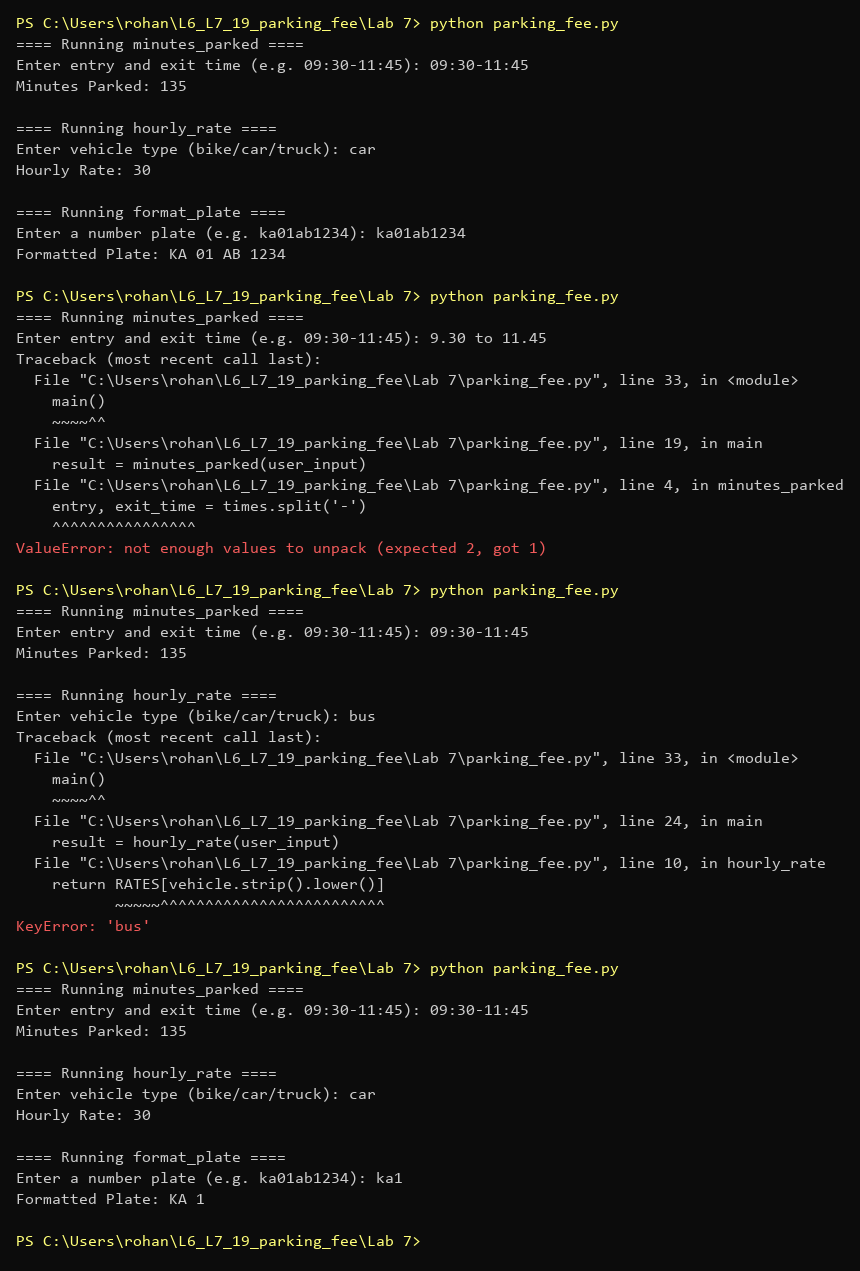 PS C:\Users\rohan\L6_L7_19_parking_fee\Lab 7> python parking_fee.py
==== Running minutes_parked ====
Enter entry and exit time (e.g. 09:30-11:45): 09:30-11:45
Minutes Parked: 135

==== Running hourly_rate ====
Enter vehicle type (bike/car/truck): car
Hourly Rate: 30

==== Running format_plate ====
Enter a number plate (e.g. ka01ab1234): ka01ab1234
Formatted Plate: KA 01 AB 1234

PS C:\Users\rohan\L6_L7_19_parking_fee\Lab 7> python parking_fee.py
==== Running minutes_parked ====
Enter entry and exit time (e.g. 09:30-11:45): 9.30 to 11.45
Traceback (most recent call last):
  File "C:\Users\rohan\L6_L7_19_parking_fee\Lab 7\parking_fee.py", line 33, in <module>
    main()
    ~~~~^^
  File "C:\Users\rohan\L6_L7_19_parking_fee\Lab 7\parking_fee.py", line 19, in main
    result = minutes_parked(user_input)
  File "C:\Users\rohan\L6_L7_19_parking_fee\Lab 7\parking_fee.py", line 4, in minutes_parked
    entry, exit_time = times.split('-')
    ^^^^^^^^^^^^^^^^
ValueError: not enough values to unpack (expected 2, got 1)

PS C:\Users\rohan\L6_L7_19_parking_fee\Lab 7> python parking_fee.py
==== Running minutes_parked ====
Enter entry and exit time (e.g. 09:30-11:45): 09:30-11:45
Minutes Parked: 135

==== Running hourly_rate ====
Enter vehicle type (bike/car/truck): bus
Traceback (most recent call last):
  File "C:\Users\rohan\L6_L7_19_parking_fee\Lab 7\parking_fee.py", line 33, in <module>
    main()
    ~~~~^^
  File "C:\Users\rohan\L6_L7_19_parking_fee\Lab 7\parking_fee.py", line 24, in main
    result = hourly_rate(user_input)
  File "C:\Users\rohan\L6_L7_19_parking_fee\Lab 7\parking_fee.py", line 10, in hourly_rate
    return RATES[vehicle.strip().lower()]
           ~~~~~^^^^^^^^^^^^^^^^^^^^^^^^^
KeyError: 'bus'

PS C:\Users\rohan\L6_L7_19_parking_fee\Lab 7> python parking_fee.py
==== Running minutes_parked ====
Enter entry and exit time (e.g. 09:30-11:45): 09:30-11:45
Minutes Parked: 135

==== Running hourly_rate ====
Enter vehicle type (bike/car/truck): car
Hourly Rate: 30

==== Running format_plate ====
Enter a number plate (e.g. ka01ab1234): ka1
Formatted Plate: KA 1

PS C:\Users\rohan\L6_L7_19_parking_fee\Lab 7>